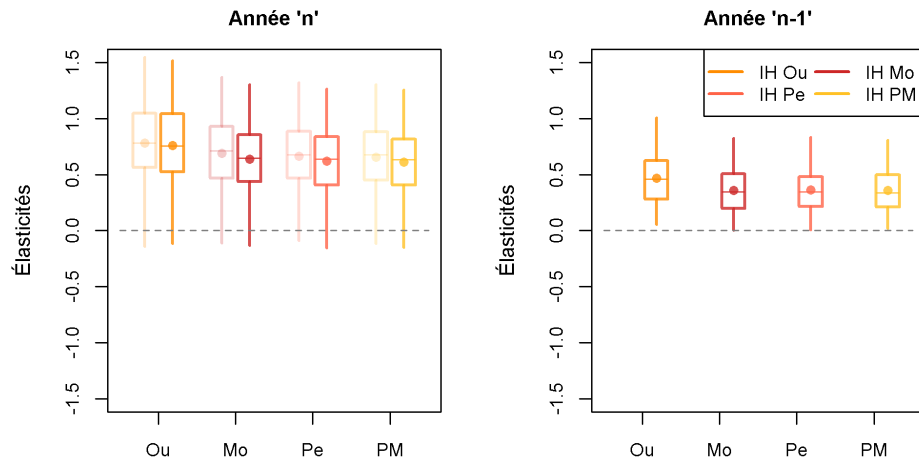 Année 'n'
Élasticités
1.5
1.0
0.5
0.0
-0.5
-1.0
-1.5
Ou Mo Pe PM
Année 'n-1'
Élasticités
1.5
1.0
0.5
0.0
-0.5
-1.0
-1.5
IH Ou IH Mo
IH Pe IH PM
Ou Mo Pe PM